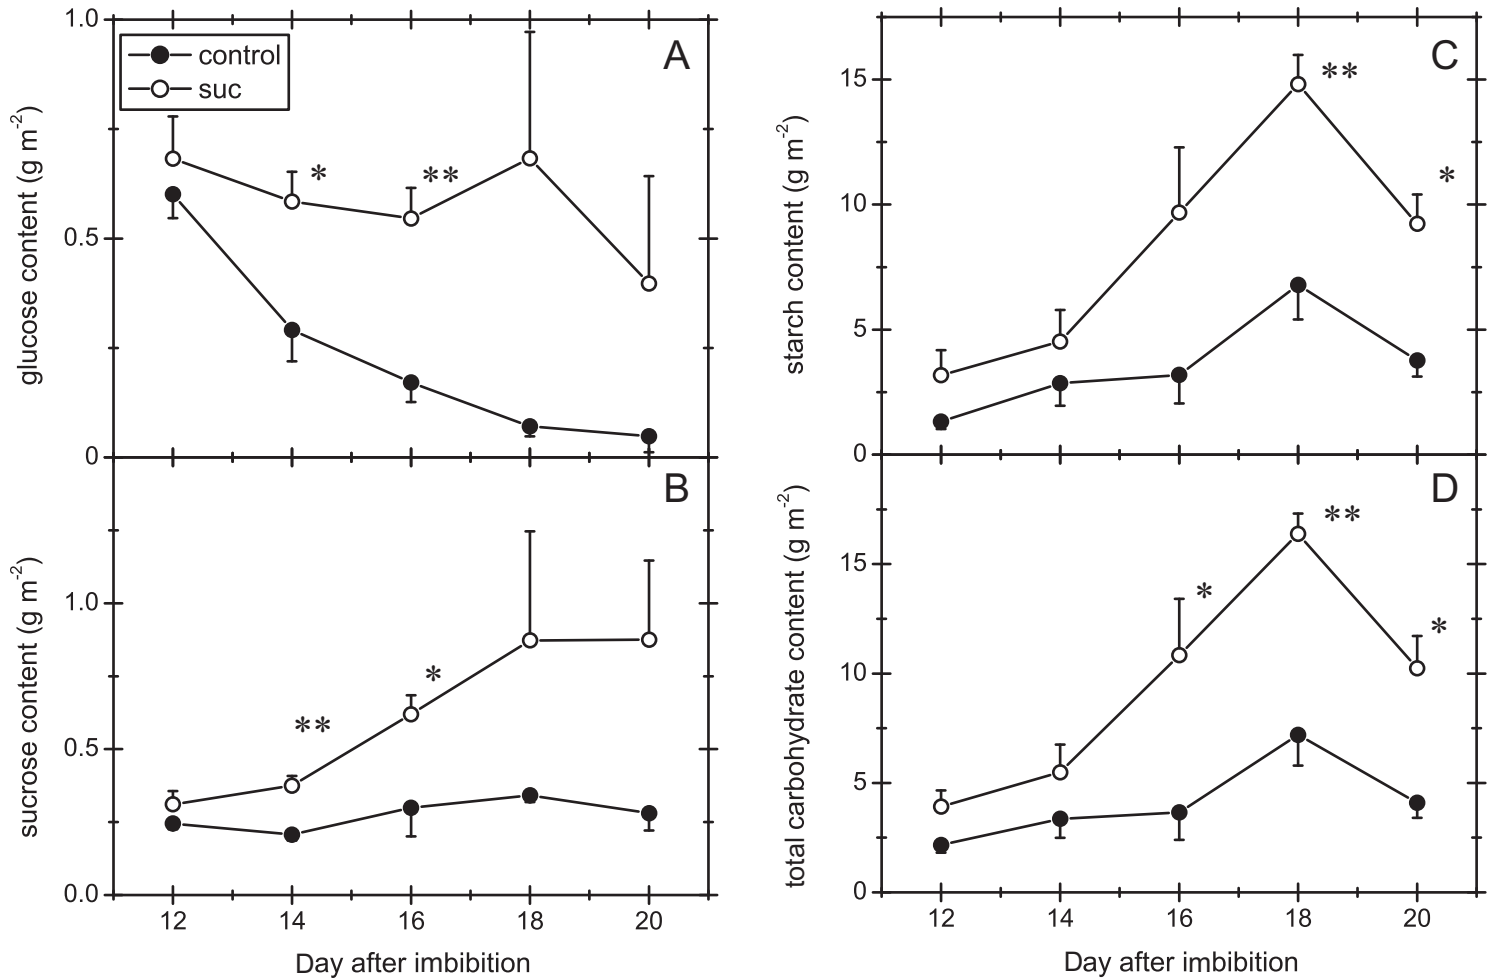 A
control
suc
glucose content (g m-2)
1.0
0.5
0
*
**
B
sucrose content (g m-2)
1.0
0.5
0.0
**
*
12 14 16 18 20
Day after imbibition
C
starch content (g m-2)
15
10
5
0
**
*
D
total carbohydrate content (g m-2)
15
10
5
0
*
**
*
12 14 16 18 20
Day after imbibition